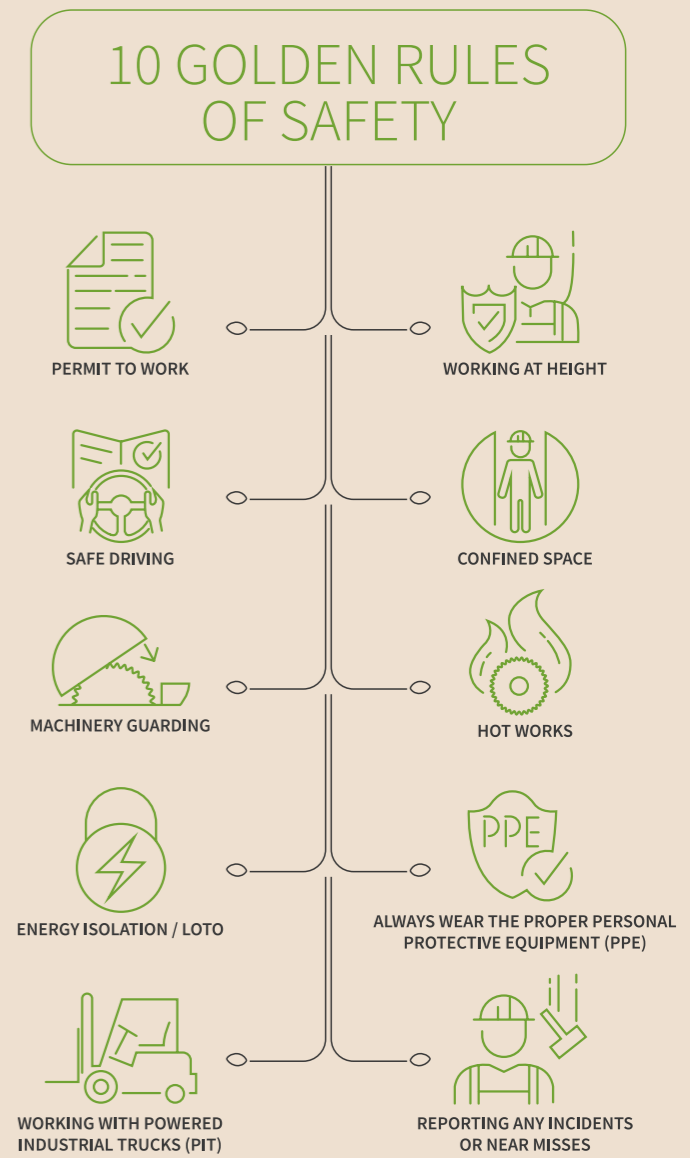 10 GOLDEN RULES
OF SAFETY
PERMIT TO WORK
WORKING AT HEIGHT
SAFE DRIVING
CONFINED SPACE
MACHINERY GUARDING
HOT WORKS
ENERGY ISOLATION / LOTO
PPE
ALWAYS WEAR THE PROPER PERSONAL
PROTECTIVE EQUIPMENT (PPE)
WORKING WITH POWERED
INDUSTRIAL TRUCKS (PIT)
REPORTING ANY INCIDENTS
OR NEAR MISSES